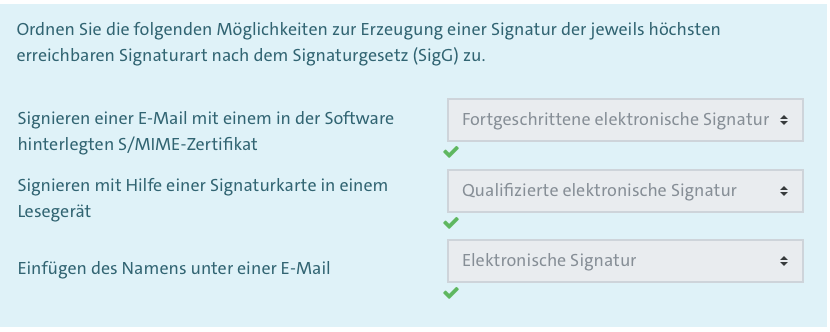 Ordnen Sie die folgenden Möglichkeiten zur Erzeugung einer Signatur der jeweils höchsten
erreichbaren Signaturart nach dem Signaturgesetz (SigG) zu.
Signieren einer E-Mail mit einem in der Software
hinterlegten S/MIME-Zertifikat
Fortgeschrittene elektronische Signatur
Signieren mit Hilfe einer Signaturkarte in einem
Lesegerät
Qualifizierte elektronische Signatur
Einfügen des Namens unter einer E-Mail
Elektronische Signatur